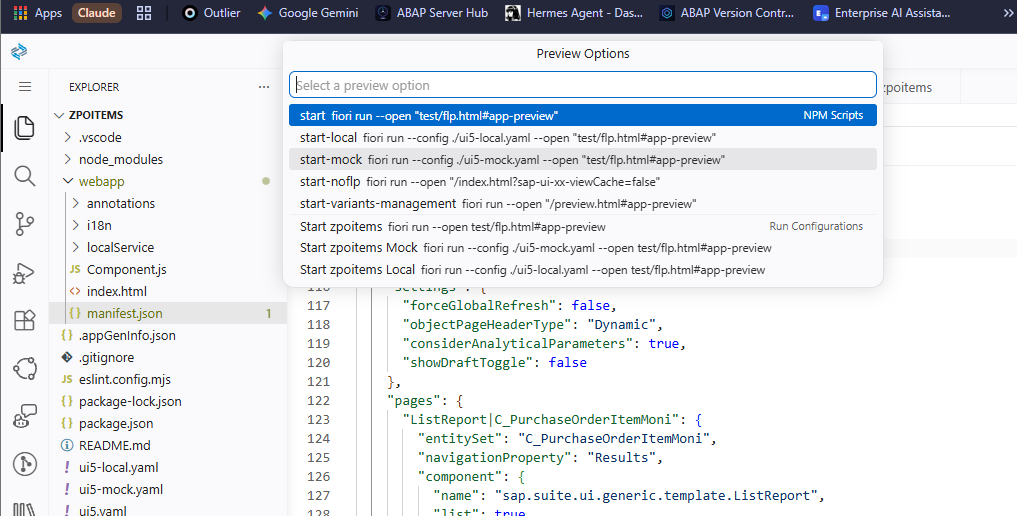 Apps Claude Outlier Google Gemini ABAP Server Hub Hermes Agent - Das... ABAP Version Contr... Enterprise AI Assista... »
Preview Options
EXPLORER ...
Select a preview option
zpoitems
ZPOITEMS
start fiori run --open "test/flp.html#app-preview" NPM Scripts
.vscode
start-local fiori run --config ./ui5-local.yaml --open "test/flp.html#app-preview"
node_modules
start-mock fiori run --config ./ui5-mock.yaml --open "test/flp.html#app-preview"
webapp
start-noflp fiori run --open "/index.html?sap-ui-xx-viewCache=false"
annotations
start-variants-management fiori run --open "/preview.html#app-preview"
i18n
Start zpoitems fiori run --open test/flp.html#app-preview Run Configurations
localService
Start zpoitems Mock fiori run --config ./ui5-mock.yaml --open test/flp.html#app-preview
JS Component.js
Start zpoitems Local fiori run --config ./ui5-local.yaml --open test/flp.html#app-preview
<> index.html
{} manifest.json 1
{} .appGenInfo.json
.gitignore
JS eslint.config.mjs
{} package-lock.json
{} package.json
README.md
! ui5-local.yaml
! ui5-mock.yaml
! ui5.yaml
116 "settings": {
117 "forceGlobalRefresh": false,
118 "objectPageHeaderType": "Dynamic",
119 "considerAnalyticalParameters": true,
120 "showDraftToggle": false
121 },
122 "pages": {
123 "ListReport|C_PurchaseOrderItemMoni": {
124 "entitySet": "C_PurchaseOrderItemMoni",
125 "navigationProperty": "Results",
126 "component": {
127 "name": "sap.suite.ui.generic.template.ListReport",
128 "list": true